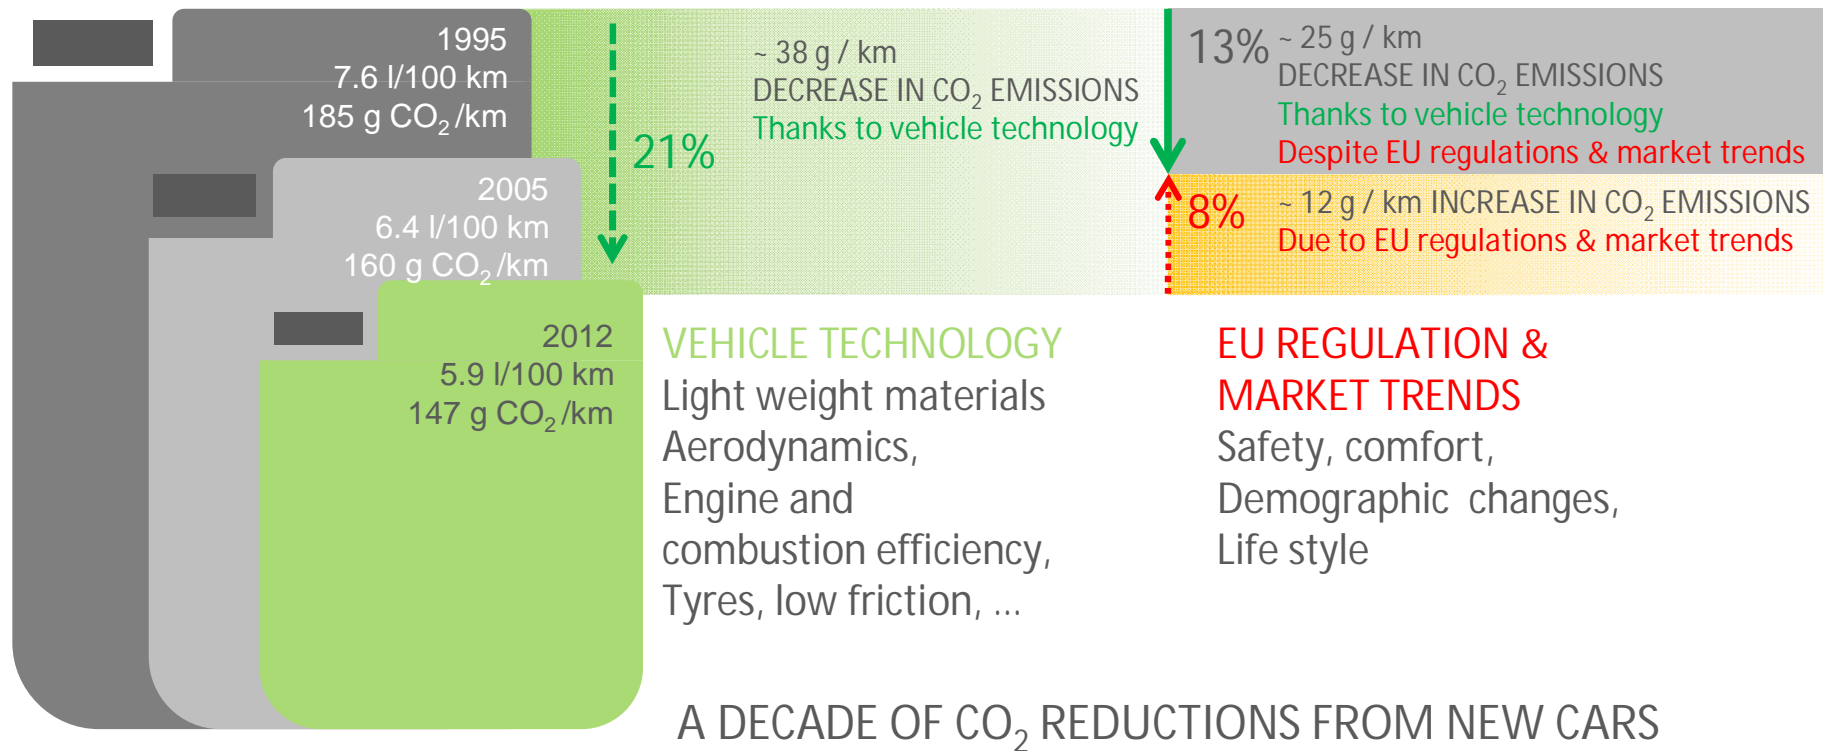 1995
7.6 l/100 km
185 g CO₂/km
2005
6.4 l/100 km
160 g CO₂/km
2012
5.9 l/100 km
147 g CO₂/km
21%
~ 38 g / km
DECREASE IN CO₂ EMISSIONS
Thanks to vehicle technology
13%
~ 25 g / km
DECREASE IN CO₂ EMISSIONS
Thanks to vehicle technology
Despite EU regulations & market trends
8%
~ 12 g / km INCREASE IN CO₂ EMISSIONS
Due to EU regulations & market trends
VEHICLE TECHNOLOGY
Light weight materials
Aerodynamics,
Engine and
combustion efficiency,
Tyres, low friction, ...
EU REGULATION &
MARKET TRENDS
Safety, comfort,
Demographic changes,
Life style
A DECADE OF CO₂ REDUCTIONS FROM NEW CARS